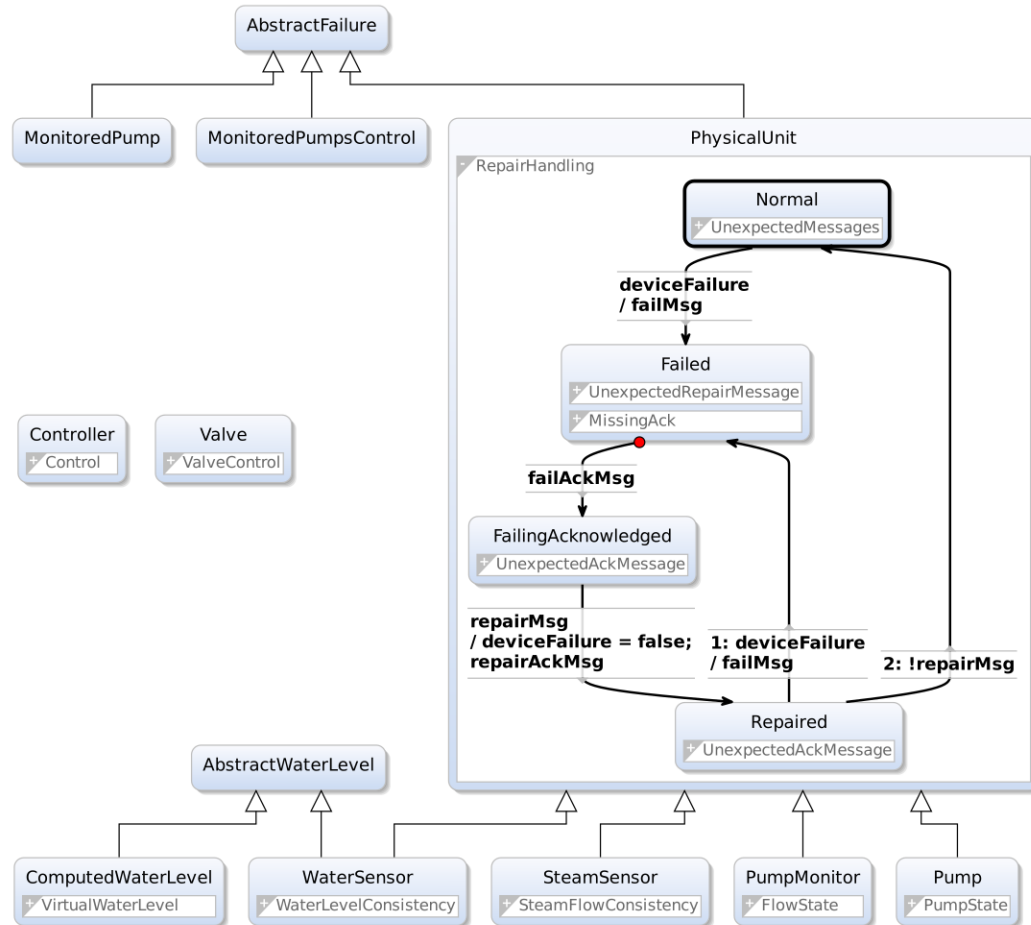 AbstractFailure
MonitoredPump
MonitoredPumpsControl
PhysicalUnit
- RepairHandling
Normal
+ UnexpectedMessages
deviceFailure
/ failMsg
Failed
+ UnexpectedRepairMessage
+ MissingAck
Controller
+ Control
Valve
+ ValveControl
failAckMsg
FailingAcknowledged
+ UnexpectedAckMessage
repairMsg
/ deviceFailure = false;
repairAckMsg
1: deviceFailure
/ failMsg
2: !repairMsg
Repaired
+ UnexpectedAckMessage
AbstractWaterLevel
ComputedWaterLevel
+ VirtualWaterLevel
WaterSensor
+ WaterLevelConsistency
SteamSensor
+ SteamFlowConsistency
PumpMonitor
+ FlowState
Pump
+ PumpState